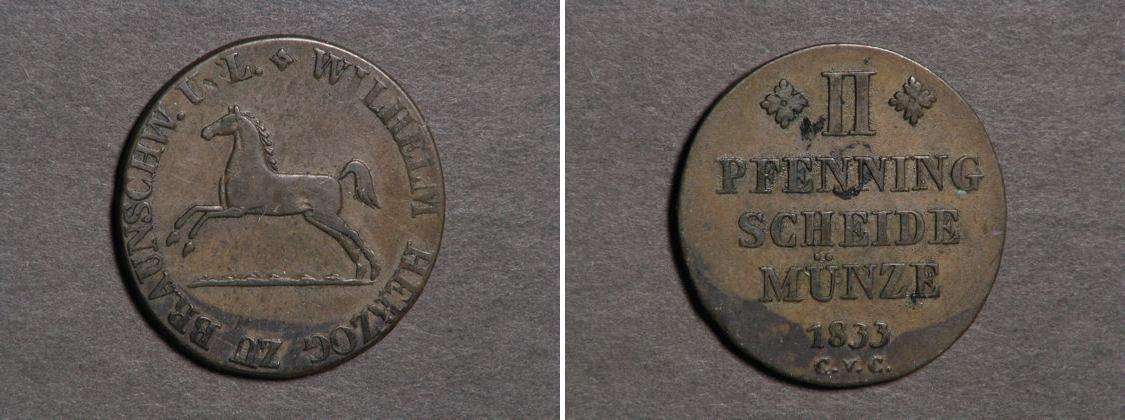 WILHELM HERZOG ZU BRAUNSCHW. U. L.
II
PFENNING
SCHEIDE
MÜNZE
1833
C. v. C.